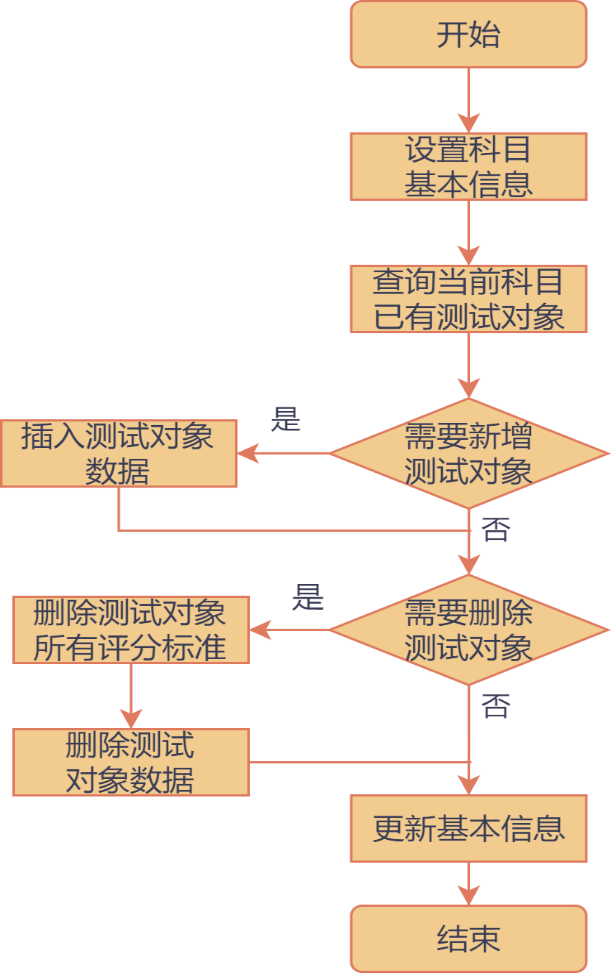 开始
设置科目
基本信息
查询当前科目
已有测试对象
需要新增
测试对象
是
插入测试对象
数据
否
需要删除
测试对象
是
删除测试对象
所有评分标准
删除测试
对象数据
否
更新基本信息
结束